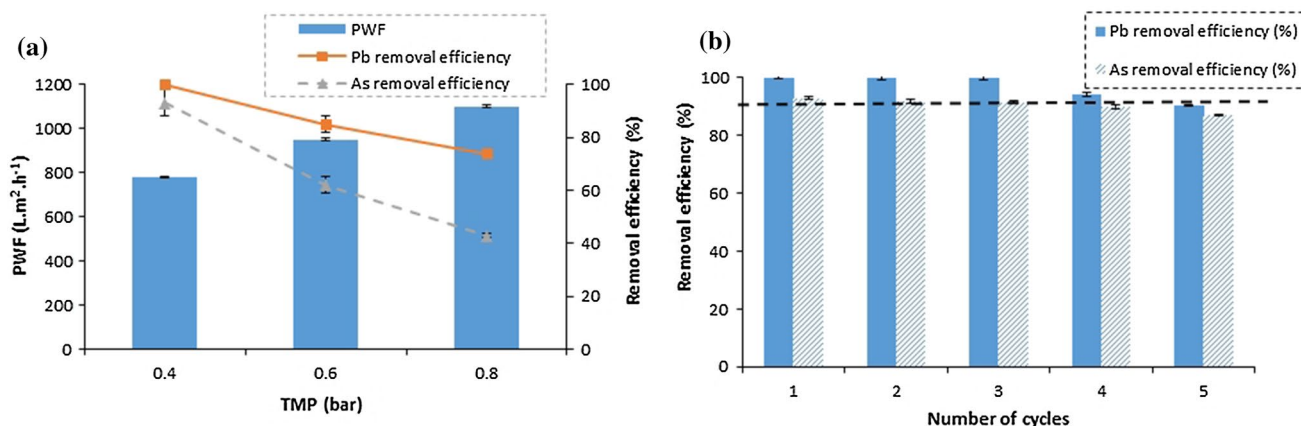 (a)
PWF
Pb removal efficiency
As removal efficiency
1200
1000
800
600
400
200
0
PWF (L.m².h⁻¹)
100
80
60
40
20
0
Removal efficiency (%)
0.4 0.6 0.8
TMP (bar)
(b)
Pb removal efficiency (%)
As removal efficiency (%)
100
80
60
40
20
0
Removal efficiency (%)
1 2 3 4 5
Number of cycles